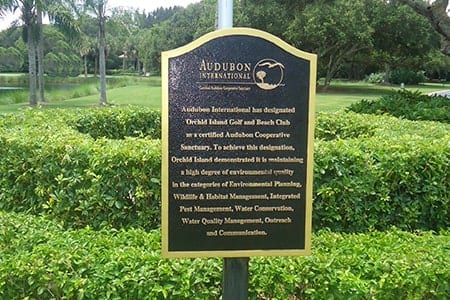 AUDUBON
INTERNATIONAL
Certified Audubon Cooperative Sanctuary
Audubon International has designated
Orchid Island Golf and Beach Club
as a certified Audubon Cooperative
Sanctuary. To achieve this designation,
Orchid Island demonstrated it is maintaining
a high degree of environmental quality
in the categories of Environmental Planning,
Wildlife & Habitat Management, Integrated
Pest Management, Water Conservation,
Water Quality Management, Outreach
and Communication.